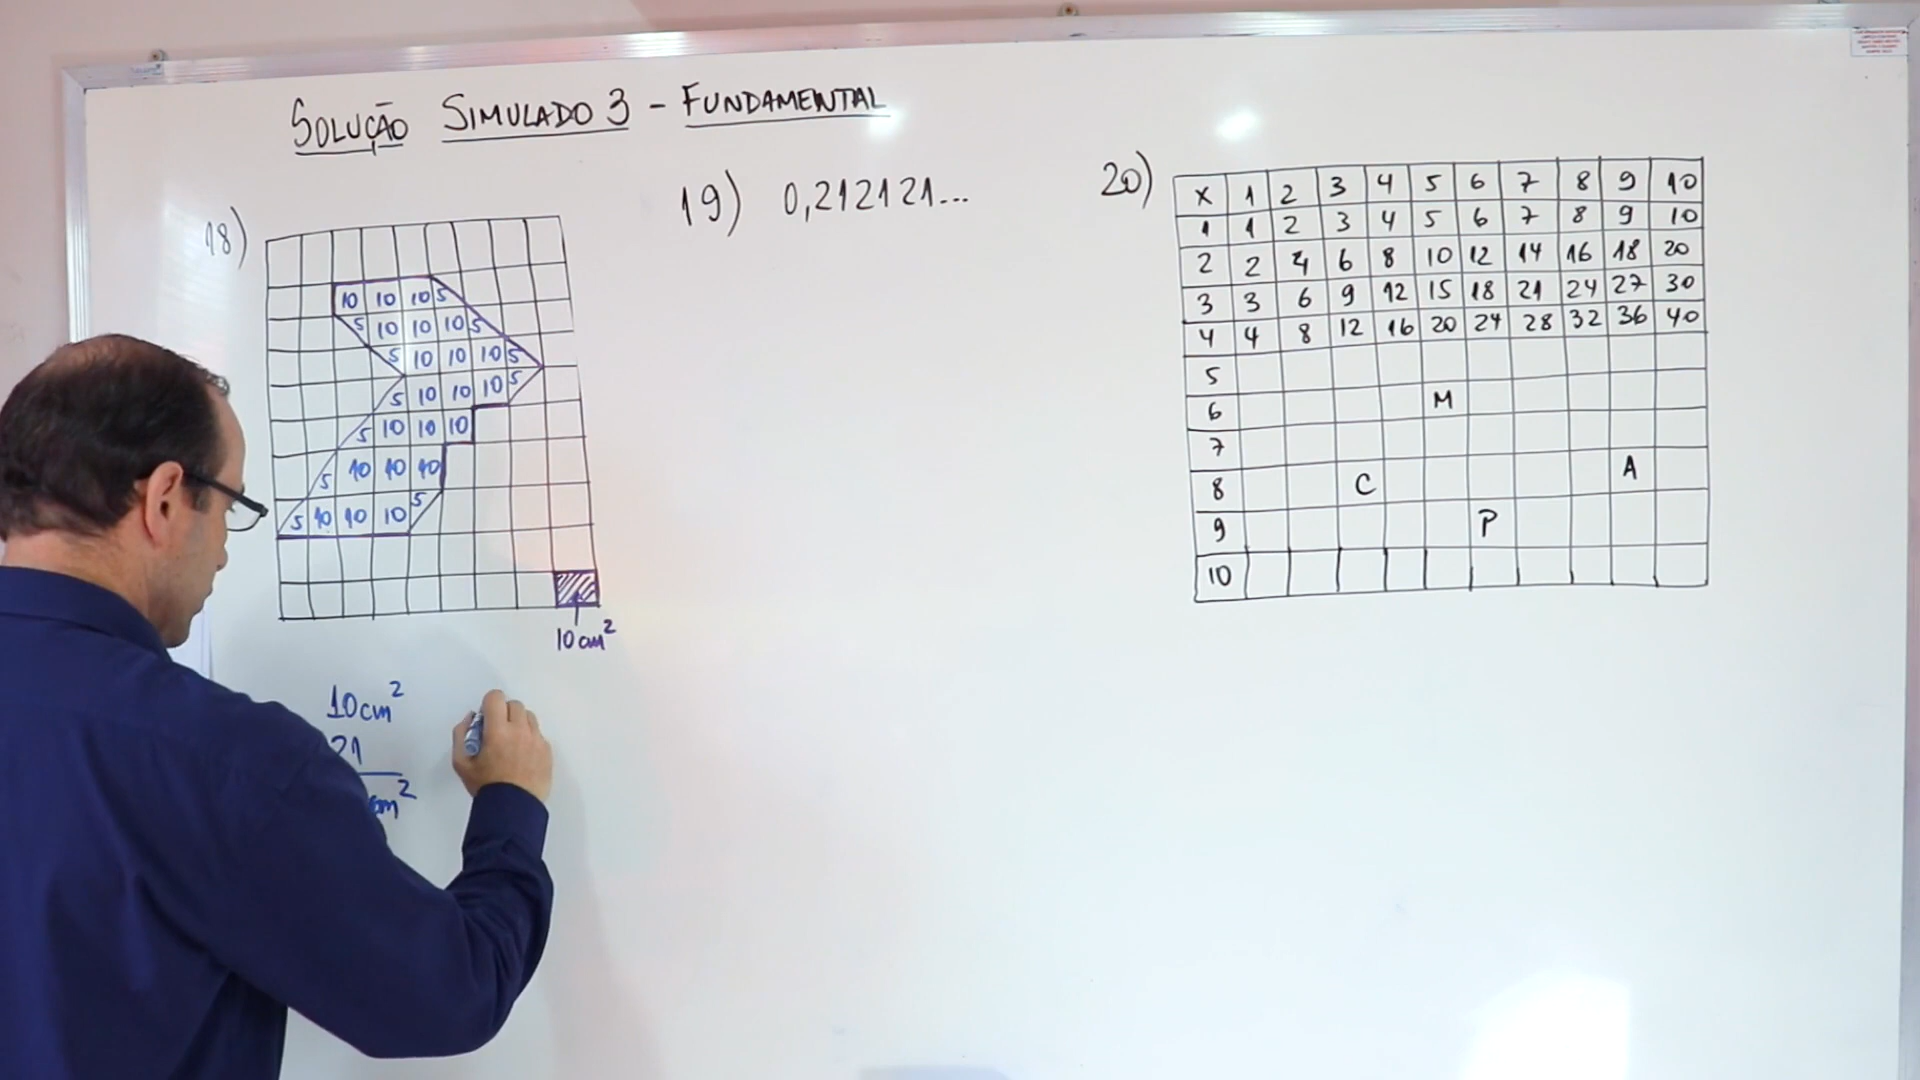 SOLUÇÃO SIMULADO 3 - FUNDAMENTAL
18)
10 10 10 5
5 10 10 10 5
5 10 10 10 5
5 10 10 10 5
5 10 10 10
5 10 10 10
5 10 10 10 5
10cm²
10cm²
21
cm²
19) 0,212121...
20)
X 1 2 3 4 5 6 7 8 9 10
1 1 2 3 4 5 6 7 8 9 10
2 2 4 6 8 10 12 14 16 18 20
3 3 6 9 12 15 18 21 24 27 30
4 4 8 12 16 20 24 28 32 36 40
5
6 M
7
8 C A
9 P
10